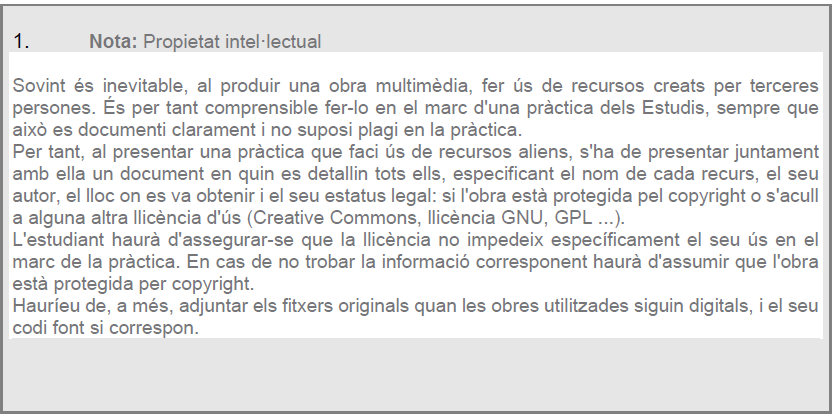 1. Nota: Propietat intel·lectual
Sovint és inevitable, al produir una obra multimèdia, fer ús de recursos creats per terceres
persones. És per tant comprensible fer-lo en el marc d'una pràctica dels Estudis, sempre que
això es documenti clarament i no suposi plagi en la pràctica.
Per tant, al presentar una pràctica que faci ús de recursos aliens, s'ha de presentar juntament
amb ella un document en quin es detallin tots ells, especificant el nom de cada recurs, el seu
autor, el lloc on es va obtenir i el seu estatus legal: si l'obra està protegida pel copyright o s'acull
a alguna altra llicència d'ús (Creative Commons, llicència GNU, GPL ...).
L'estudiant haurà d'assegurar-se que la llicència no impedeix específicament el seu ús en el
marc de la pràctica. En cas de no trobar la informació corresponent haurà d'assumir que l'obra
està protegida per copyright.
Hauríeu de, a més, adjuntar els fitxers originals quan les obres utilitzades siguin digitals, i el seu
codi font si correspon.